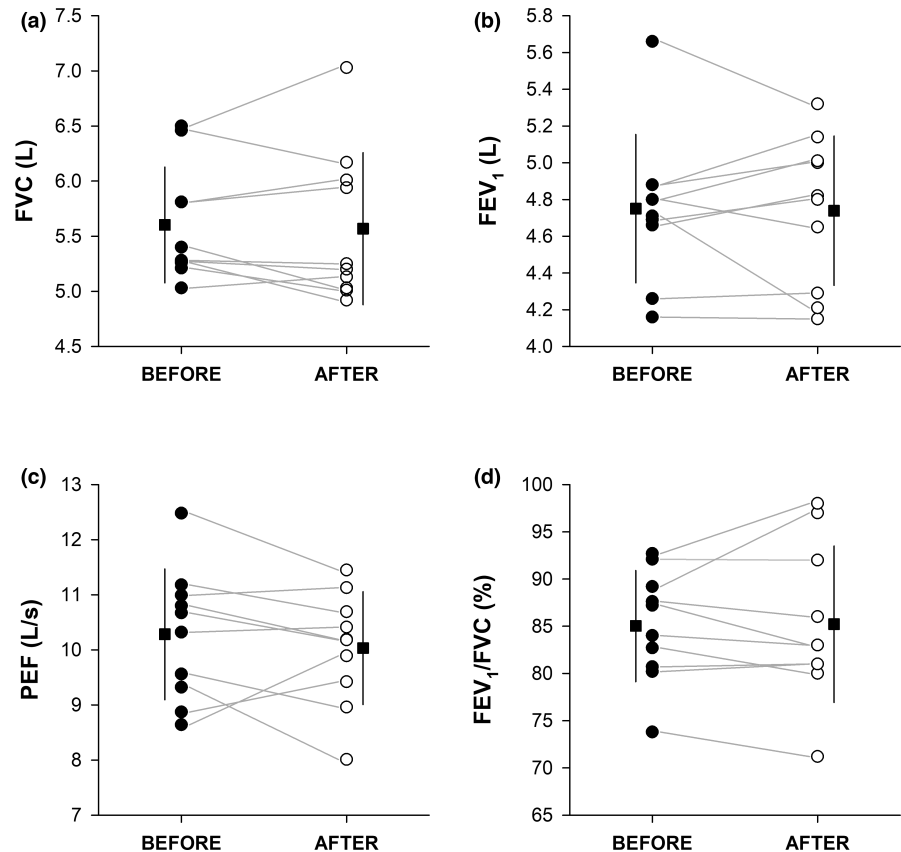 (a)
FVC (L)
7.5
7.0
6.5
6.0
5.5
5.0
4.5
BEFORE AFTER
(b)
FEV1 (L)
5.8
5.6
5.4
5.2
5.0
4.8
4.6
4.4
4.2
4.0
BEFORE AFTER
(c)
PEF (L/s)
13
12
11
10
9
8
7
BEFORE AFTER
(d)
FEV1/FVC (%)
100
95
90
85
80
75
70
65
BEFORE AFTER